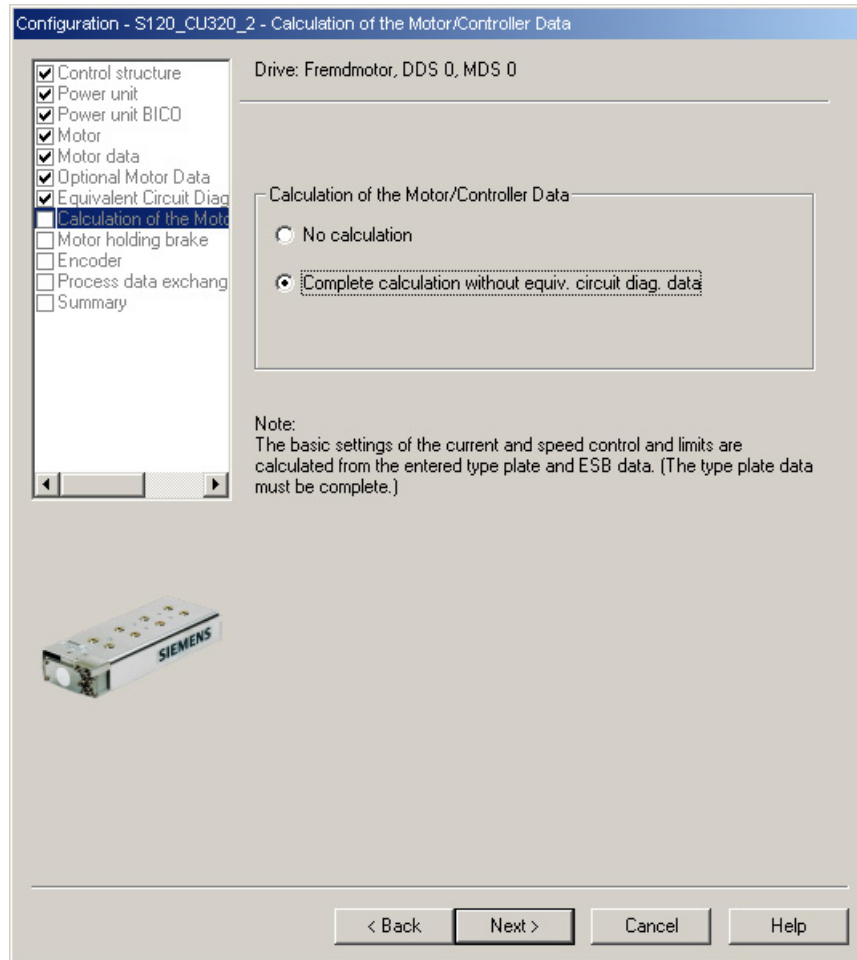 Configuration - S120_CU320_2 - Calculation of the Motor/Controller Data
Control structure
Power unit
Power unit BICO
Motor
Motor data
Optional Motor Data
Equivalent Circuit Diag
Calculation of the Moto
Motor holding brake
Encoder
Process data exchang
Summary
Drive: Fremdmotor, DDS 0, MDS 0
Calculation of the Motor/Controller Data
No calculation
Complete calculation without equiv. circuit diag. data
Note:
The basic settings of the current and speed control and limits are
calculated from the entered type plate and ESB data. (The type plate data
must be complete.)
SIEMENS
< Back
Next >
Cancel
Help